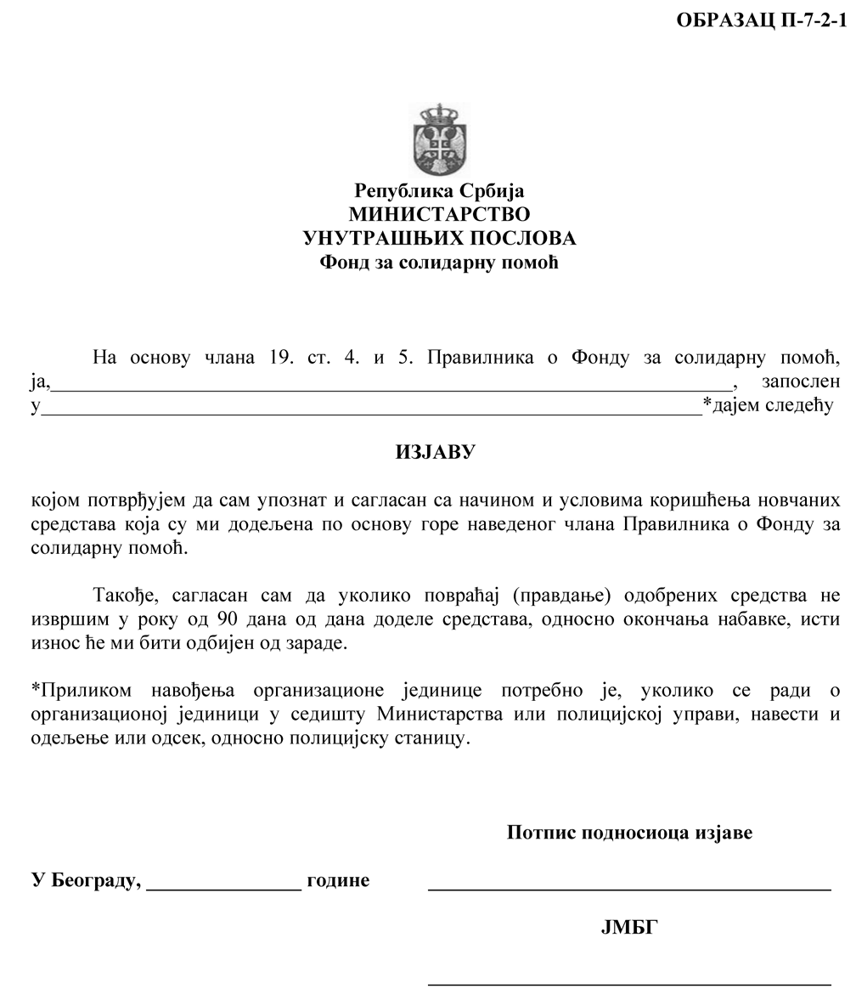 ОБРАЗАЦ П-7-2-1
Република Србија
МИНИСТАРСТВО
УНУТРАШЊИХ ПОСЛОВА
Фонд за солидарну помоћ
На основу члана 19. ст. 4. и 5. Правилника о Фонду за солидарну помоћ,
ја,___________________________________________________________________, запослен
у_________________________________________________________________*дајем следећу
ИЗЈАВУ
којом потврђујем да сам упознат и сагласан са начином и условима коришћења новчаних
средстава која су ми додељена по основу горе наведеног члана Правилника о Фонду за
солидарну помоћ.
Такође, сагласан сам да уколико повраћај (правдање) одобрених средства не
извршим у року од 90 дана од дана доделе средстава, односно окончања набавке, исти
износ ће ми бити одбијен од зараде.
*Приликом навођења организационе јединице потребно је, уколико се ради о
организационој јединици у седишту Министарства или полицијској управи, навести и
одељење или одсек, односно полицијску станицу.
Потпис подносиоца изјаве
У Београду, _______________ године
ЈМБГ